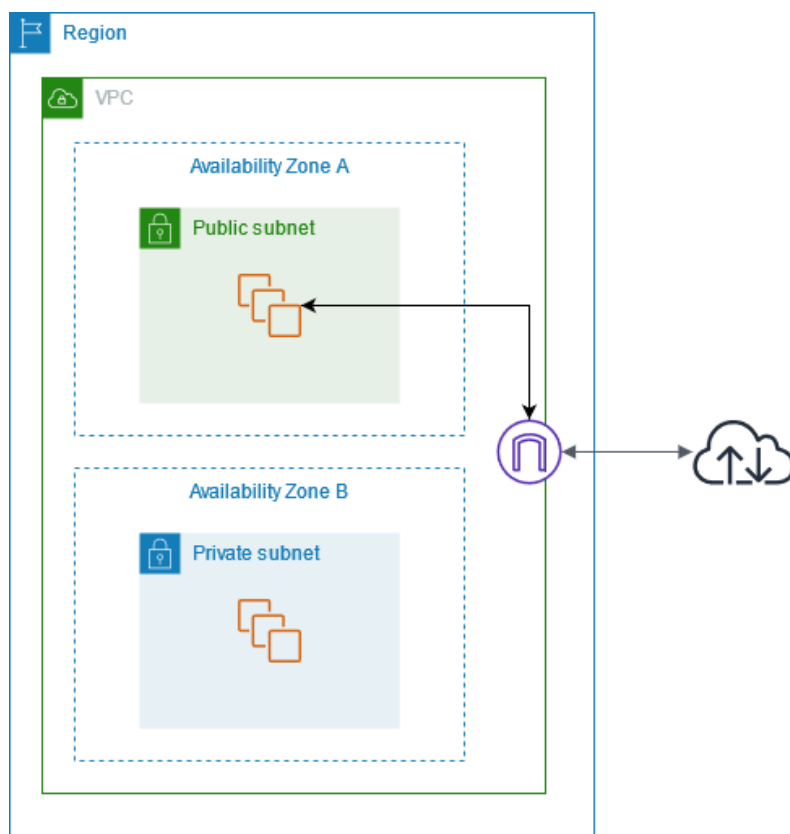 Region
VPC
Availability Zone A
Public subnet
Availability Zone B
Private subnet